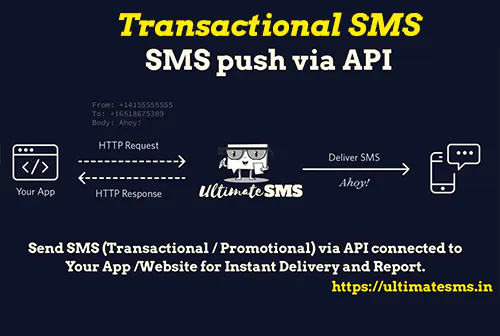 Transactional SMS
SMS push via API
From: +14155555555
To: +16518675309
Body: Ahoy!
HTTP Request
Deliver SMS
Your App
HTTP Response
UltimateSMS
Ahoy!
Send SMS (Transactional / Promotional) via API connected to
Your App /Website for Instant Delivery and Report.
https://ultimatesms.in